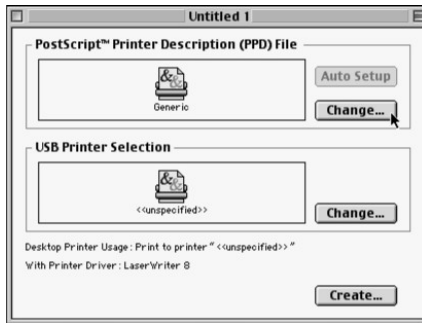 Untitled 1
PostScript™ Printer Description (PPD) File
Auto Setup
Generic
Change...
USB Printer Selection
<<unspecified>>
Change...
Desktop Printer Usage: Print to printer "<<unspecified>>"
With Printer Driver: LaserWriter 8
Create...